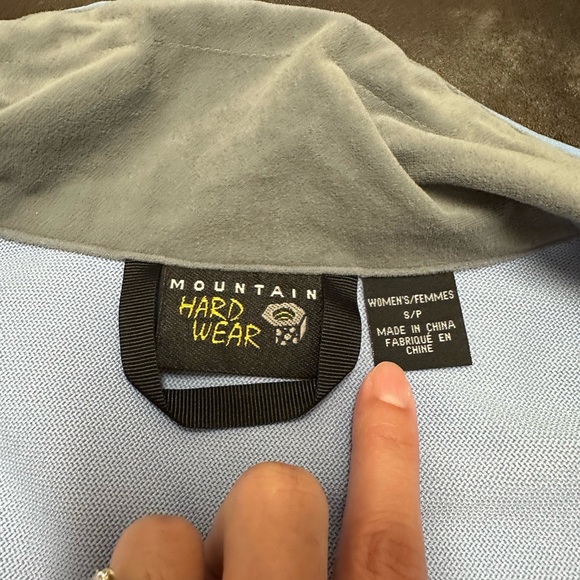 MOUNTAIN
HARD
WEAR
WOMEN'S/FEMMES
S/P
MADE IN CHINA
FABRIQUÉ EN
CHINE